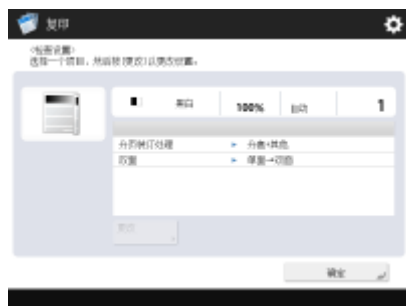 复印
<检查设置>
选择一个项目，然后按[更改]以更改设置。
黑白 100% 自动 1
分页装订处理 ▶ 分套+其他
双面 ▶ 单面→双面
更改
确定